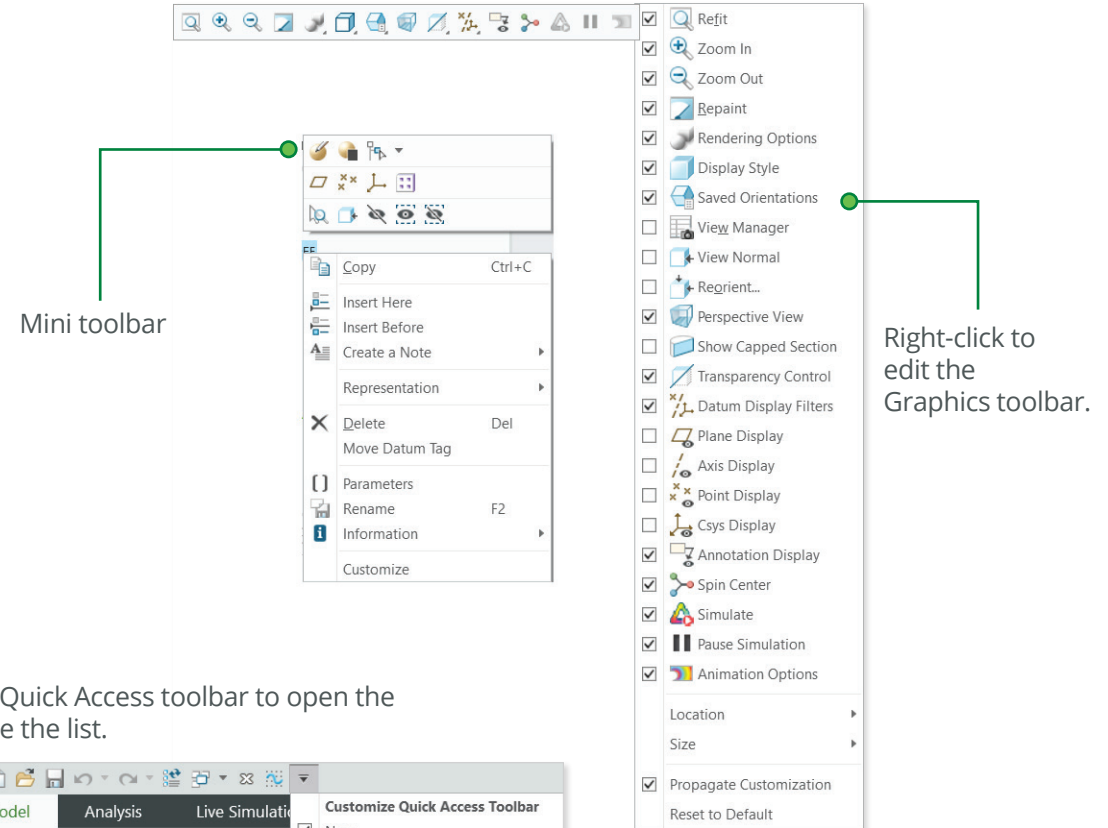 Refit
Zoom In
Zoom Out
Repaint
Rendering Options
Display Style
Saved Orientations
View Manager
View Normal
Reorient...
Perspective View
Show Capped Section
Transparency Control
Datum Display Filters
Plane Display
Axis Display
Point Display
Csys Display
Annotation Display
Spin Center
Simulate
Pause Simulation
Animation Options
Location
Size
Propagate Customization
Reset to Default
Mini toolbar
Copy Ctrl+C
Insert Here
Insert Before
Create a Note
Representation
Delete Del
Move Datum Tag
Parameters
Rename F2
Information
Customize
Right-click to
edit the
Graphics toolbar.
Quick Access toolbar to open the
e the list.
odel Analysis Live Simulatio
Customize Quick Access Toolbar